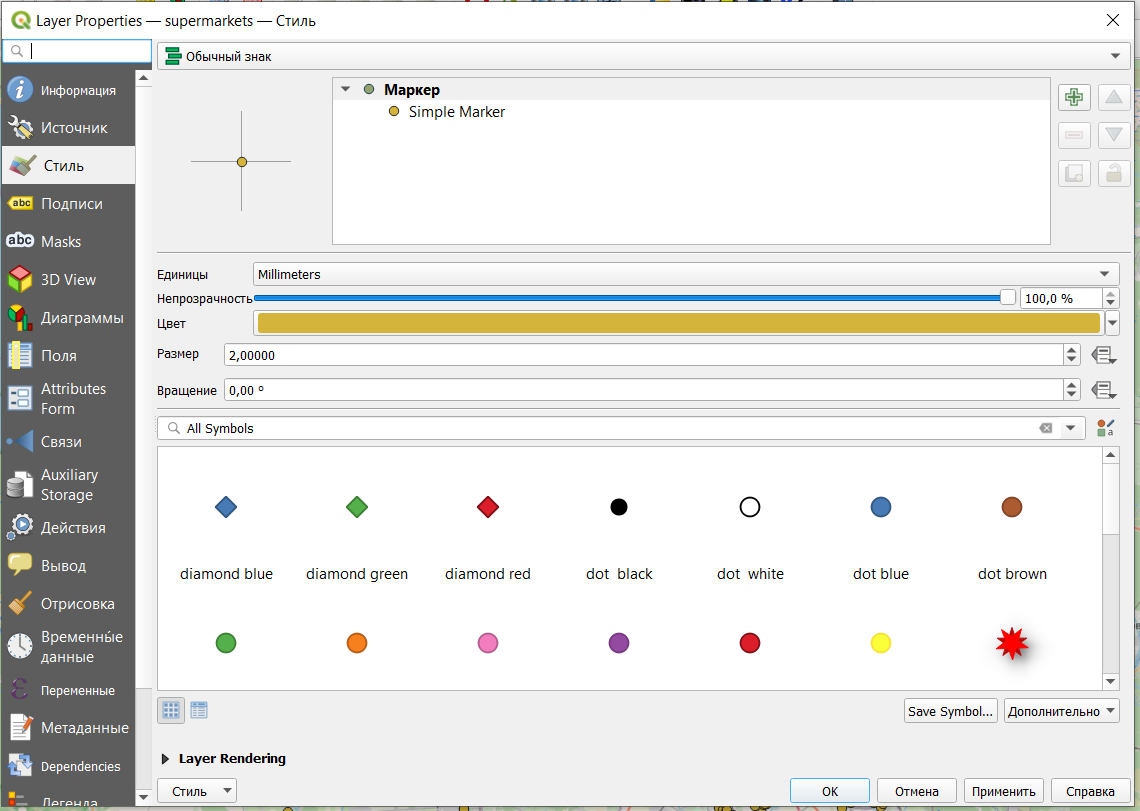 Layer Properties — supermarkets — Стиль
Обычный знак
Информация
Источник
Стиль
abc Подписи
abc Masks
3D View
Диаграммы
Поля
Attributes
Form
Связи
Auxiliary
Storage
Действия
Вывод
Отрисовка
Временные
данные
Переменные
Метаданные
Dependencies
Легенда
Маркер
Simple Marker
Единицы
Millimeters
Непрозрачность
100,0 %
Цвет
Размер
2,00000
Вращение
0,00 °
All Symbols
a
diamond blue diamond green diamond red dot black dot white dot blue dot brown
Save Symbol... Дополнительно
Layer Rendering
Стиль OK Отмена Применить Справка